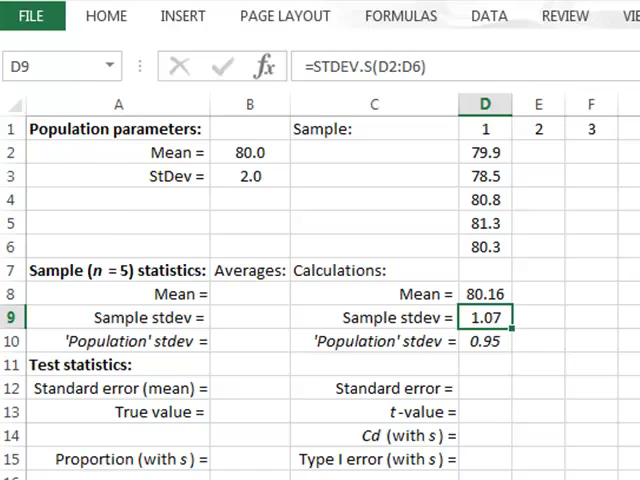 FILE HOME INSERT PAGE LAYOUT FORMULAS DATA REVIEW VIE
D9 fx =STDEV.S(D2:D6)
A B C D E F
1 Population parameters: Sample: 1 2 3
2 Mean = 80.0 79.9
3 StDev = 2.0 78.5
4 80.8
5 81.3
6 80.3
7 Sample (n = 5) statistics: Averages: Calculations:
8 Mean = Mean = 80.16
9 Sample stdev = Sample stdev = 1.07
10 'Population' stdev = 'Population' stdev = 0.95
11 Test statistics:
12 Standard error (mean) = Standard error =
13 True value = t-value =
14 Cd (with s) =
15 Proportion (with s) = Type I error (with s) =